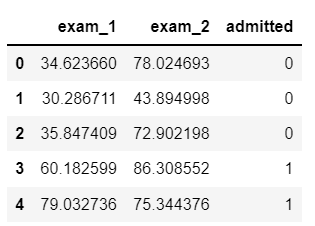 exam_1 exam_2 admitted
0 34.623660 78.024693 0
1 30.286711 43.894998 0
2 35.847409 72.902198 0
3 60.182599 86.308552 1
4 79.032736 75.344376 1